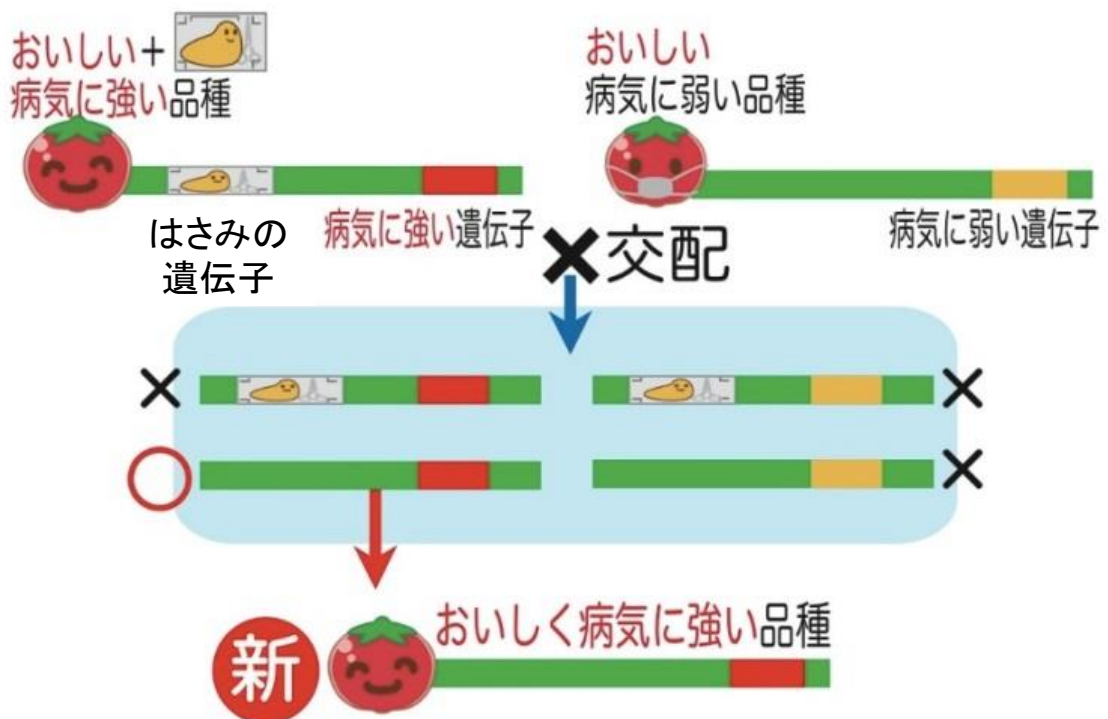 おいしい+
病気に強い品種
おいしい
病気に弱い品種
はさみの
遺伝子
病気に強い遺伝子
病気に弱い遺伝子
×交配
×
×
○
×
おいしく病気に強い品種
新